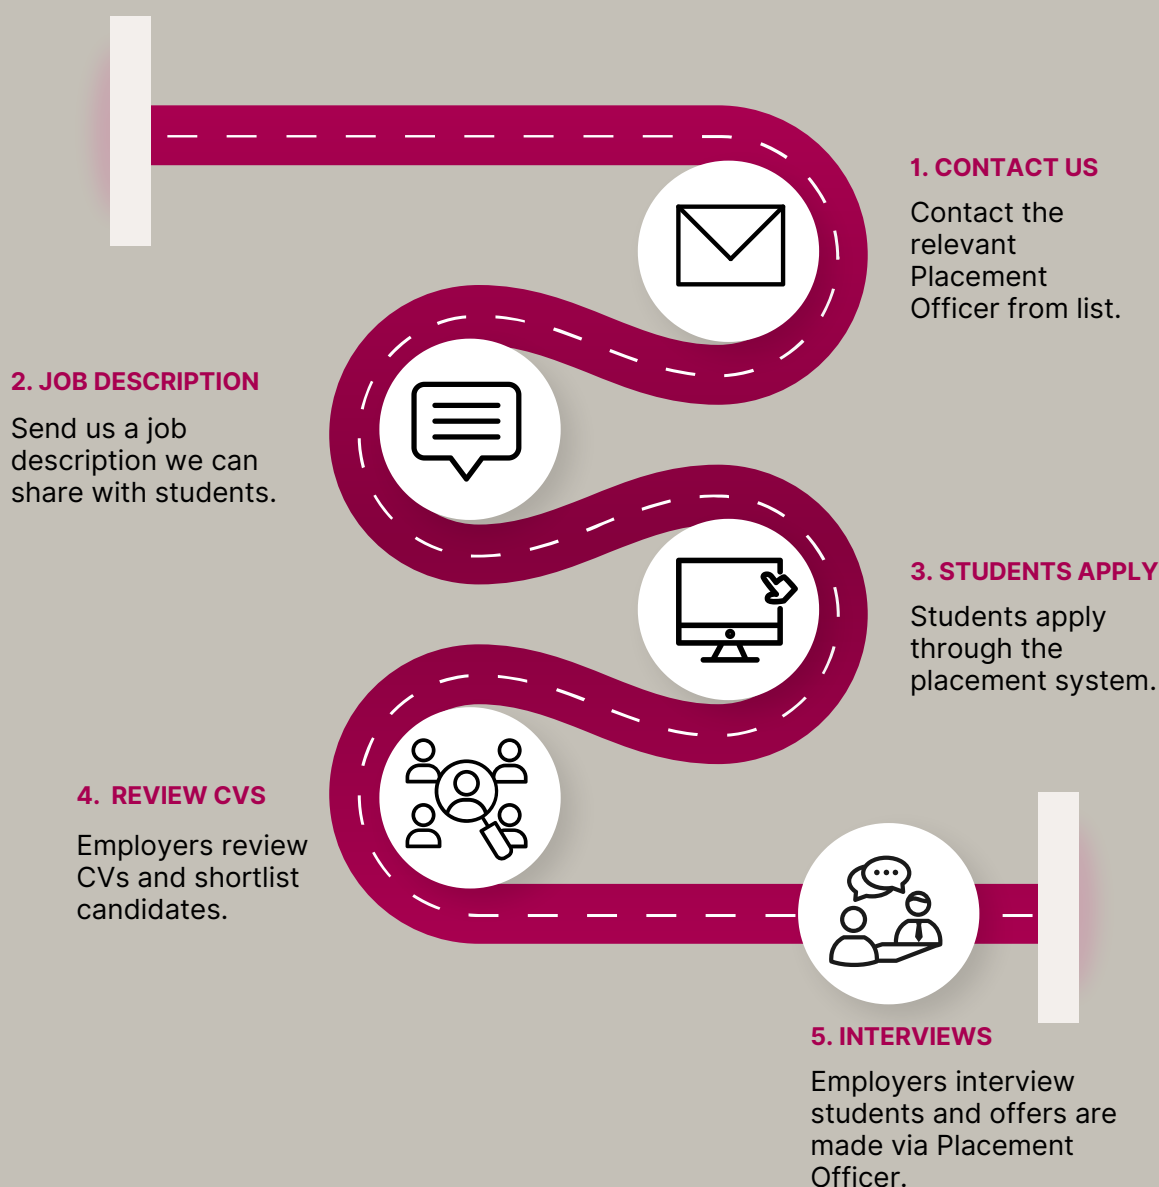 1. CONTACT US
Contact the
relevant
Placement
Officer from list.
2. JOB DESCRIPTION
Send us a job
description we can
share with students.
3. STUDENTS APPLY
Students apply
through the
placement system.
4. REVIEW CVS
Employers review
CVs and shortlist
candidates.
5. INTERVIEWS
Employers interview
students and offers are
made via Placement
Officer.